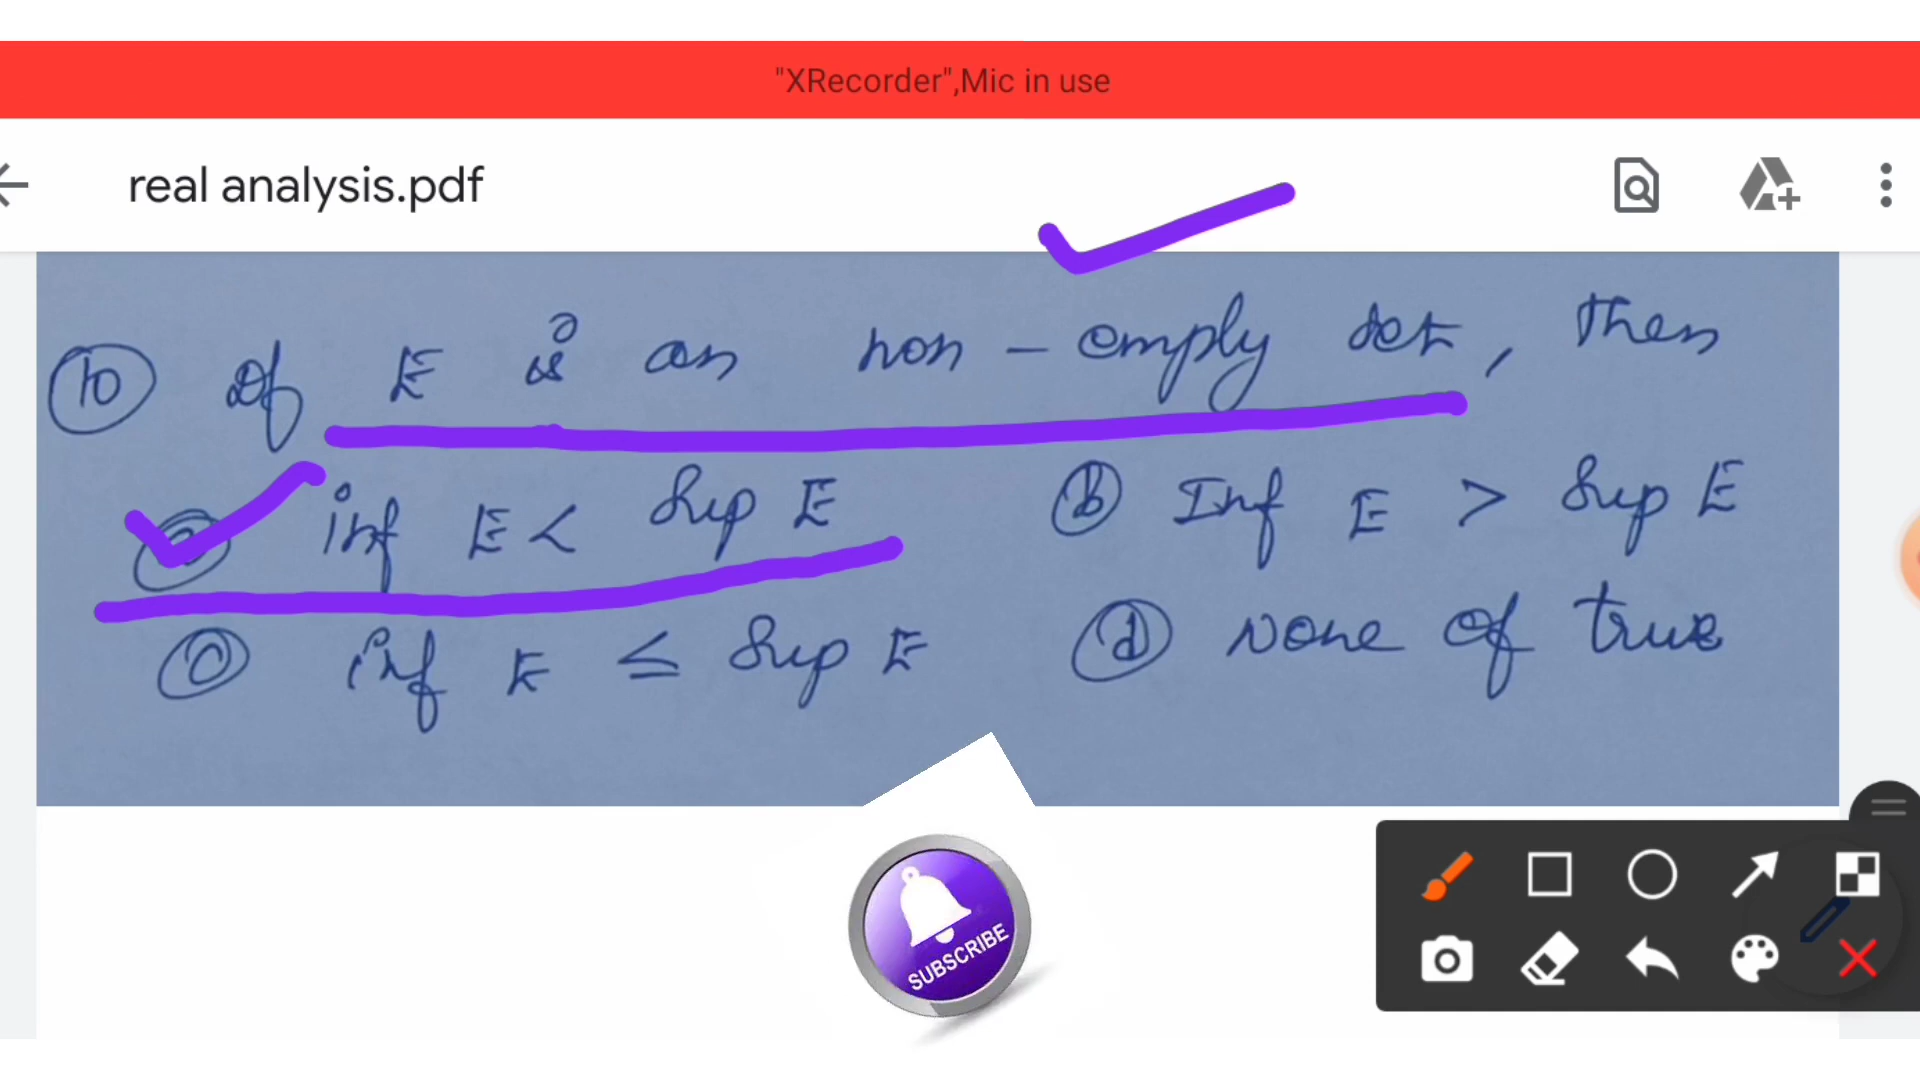 "XRecorder",Mic in use
real analysis.pdf
10 If E is an non-emply set, then
inf E < Sup E (b) Inf E > Sup E
(c) inf E ≤ Sup E (d) None of true
SUBSCRIBE